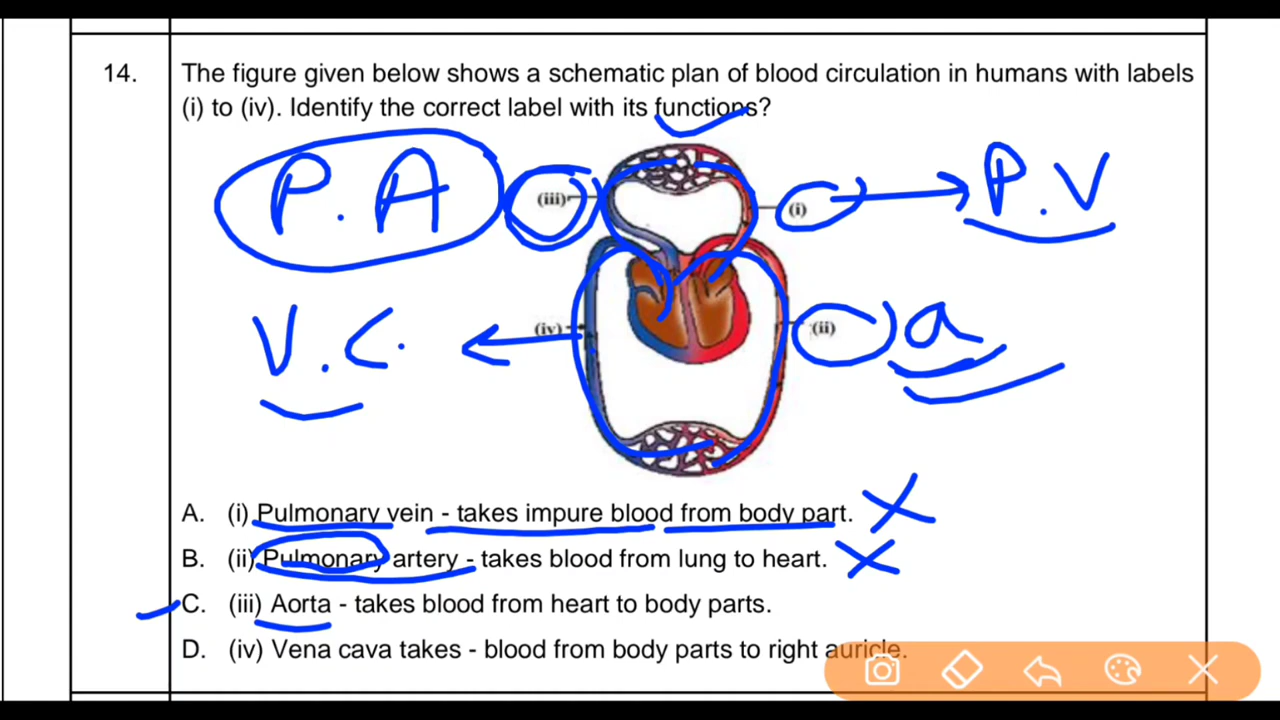 14. The figure given below shows a schematic plan of blood circulation in humans with labels
(i) to (iv). Identify the correct label with its functions?
P.A (iii) (i) P.V
V.C. (iv) (ii) a
A. (i) Pulmonary vein - takes impure blood from body part.
B. (ii) Pulmonary artery - takes blood from lung to heart.
C. (iii) Aorta - takes blood from heart to body parts.
D. (iv) Vena cava takes - blood from body parts to right auricle.